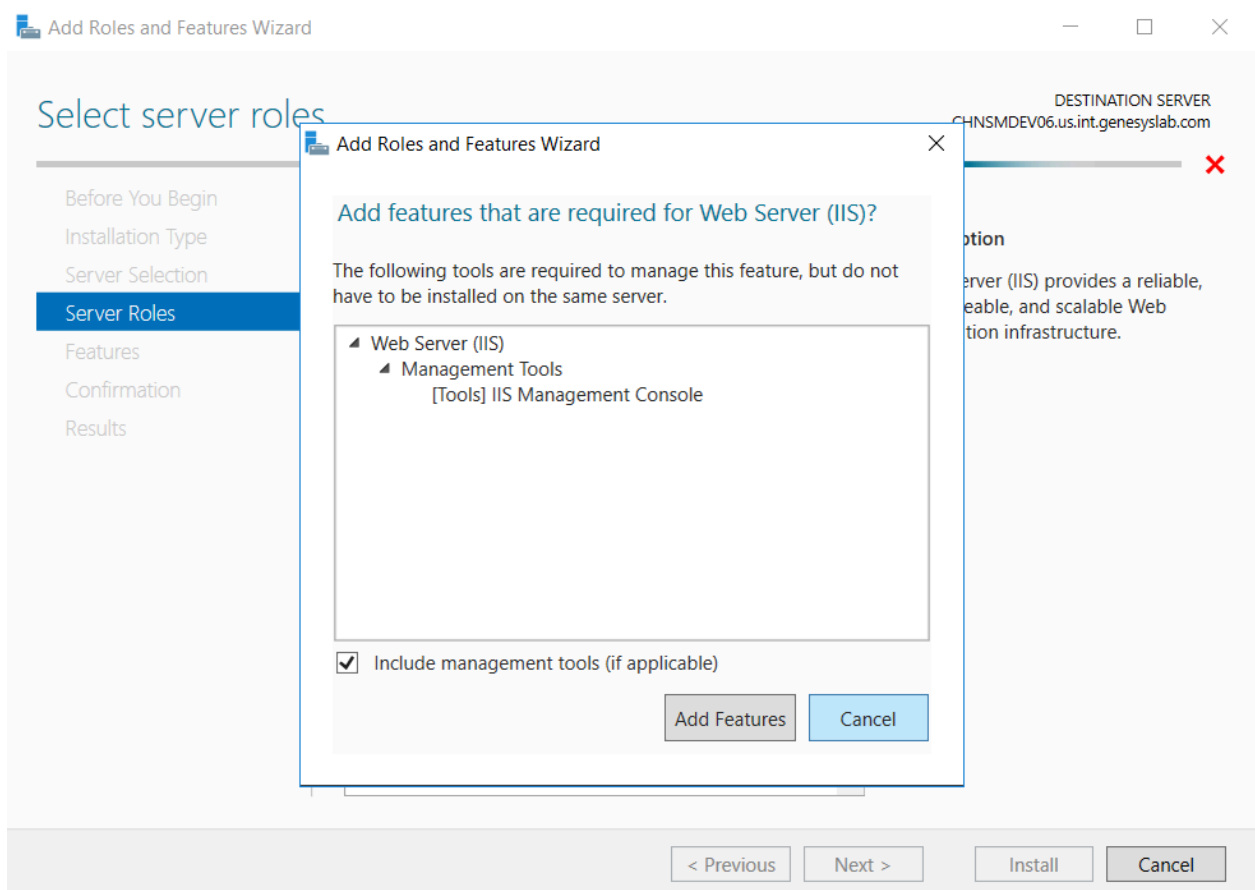 Add Roles and Features Wizard
Select server roles
DESTINATION SERVER
CHNSMDEV06.us.int.genesyslab.com
Before You Begin
Installation Type
Server Selection
Server Roles
Features
Confirmation
Results
Add Roles and Features Wizard
Add features that are required for Web Server (IIS)?
The following tools are required to manage this feature, but do not
have to be installed on the same server.
Web Server (IIS)
Management Tools
[Tools] IIS Management Console
Include management tools (if applicable)
Add Features
Cancel
ption
erver (IIS) provides a reliable,
eable, and scalable Web
tion infrastructure.
< Previous
Next >
Install
Cancel